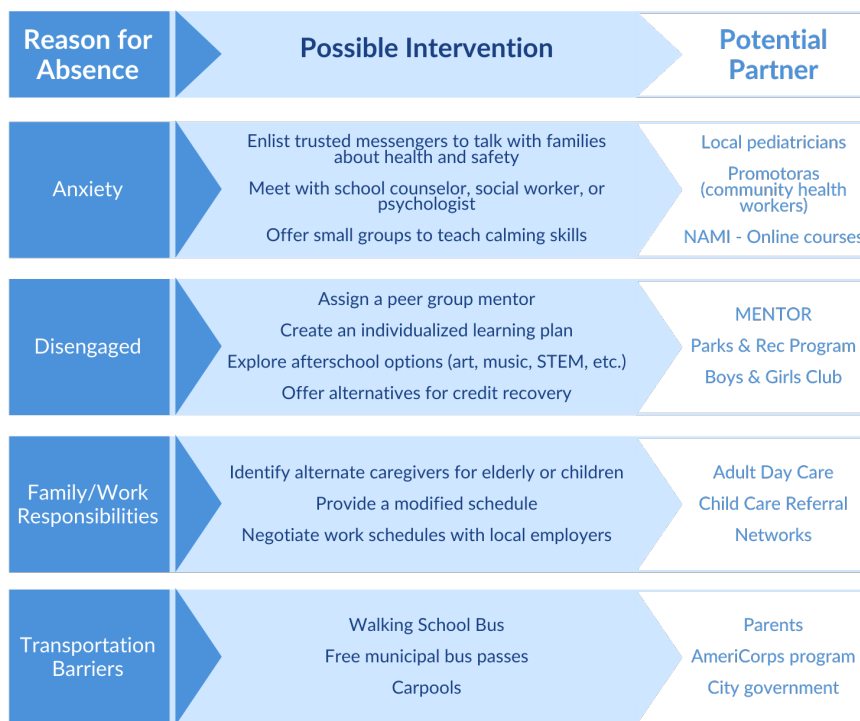 Reason for
Absence
Possible Intervention
Potential
Partner
Anxiety
Enlist trusted messengers to talk with families
about health and safety
Meet with school counselor, social worker, or
psychologist
Offer small groups to teach calming skills
Local pediatricians
Promotoras
(community health
workers)
NAMI - Online courses
Disengaged
Assign a peer group mentor
Create an individualized learning plan
Explore afterschool options (art, music, STEM, etc.)
Offer alternatives for credit recovery
MENTOR
Parks & Rec Program
Boys & Girls Club
Family/Work
Responsibilities
Identify alternate caregivers for elderly or children
Provide a modified schedule
Negotiate work schedules with local employers
Adult Day Care
Child Care Referral
Networks
Transportation
Barriers
Walking School Bus
Free municipal bus passes
Carpools
Parents
AmeriCorps program
City government